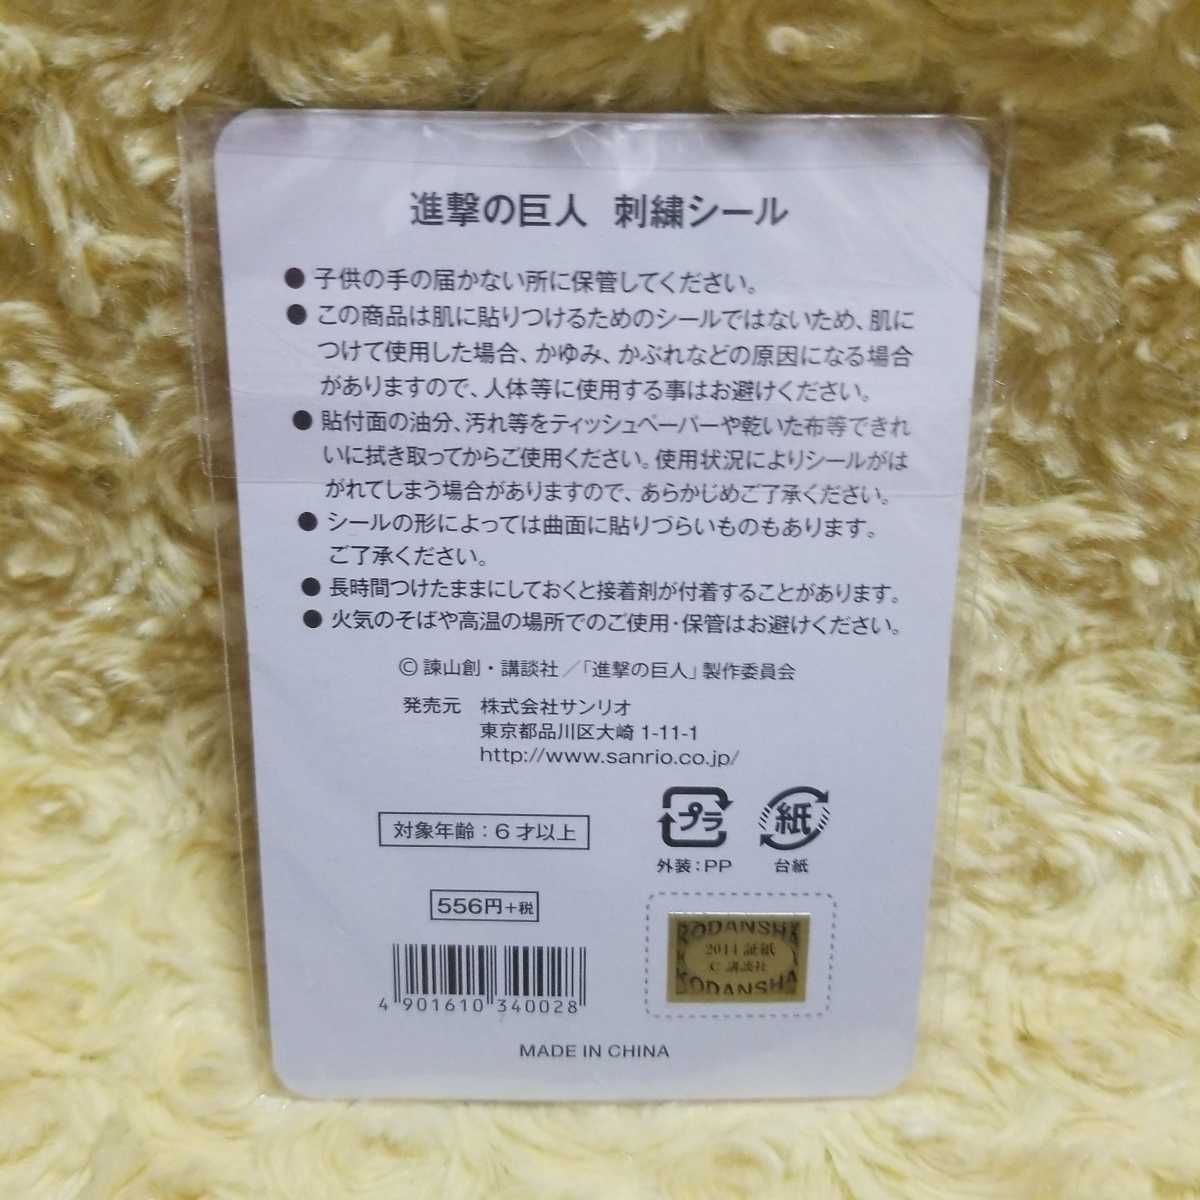 進撃の巨人 刺繍シール
● 子供の手の届かない所に保管してください。
● この商品は肌に貼りつけるためのシールではないため、肌に
つけて使用した場合、かゆみ、かぶれなどの原因になる場合
がありますので、人体等に使用する事はお避けください。
● 貼付面の油分、汚れ等をティッシュペーパーや乾いた布等できれ
いに拭き取ってからご使用ください。使用状況によりシールがは
がれてしまう場合がありますので、あらかじめご了承ください。
● シールの形によっては曲面に貼りづらいものもあります。
ご了承ください。
● 長時間つけたままにしておくと接着剤が付着することがあります。
● 火気のそばや高温の場所でのご使用・保管はお避けください。
© 諫山創・講談社／「進撃の巨人」製作委員会
発売元 株式会社サンリオ
東京都品川区大崎 1-11-1
http://www.sanrio.co.jp/
対象年齢：6才以上
プラ
外装：PP
紙
台紙
556円+税
4 901610 340028
KODANSHA
2014 証紙
C 講談社
KODANSHA
MADE IN CHINA